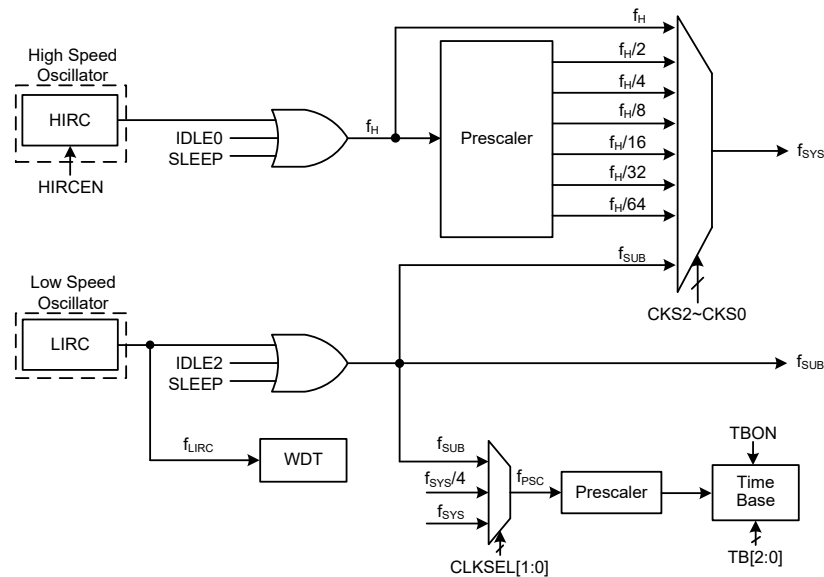 High Speed
Oscillator
HIRC
HIRCEN
IDLE0
SLEEP
fH
Prescaler
fH
fH/2
fH/4
fH/8
fH/16
fH/32
fH/64
fSUB
fSYS
CKS2~CKS0
Low Speed
Oscillator
LIRC
IDLE2
SLEEP
fSUB
fLIRC
WDT
fSUB
fSYS/4
fSYS
CLKSEL[1:0]
fPSC
Prescaler
TBON
Time
Base
TB[2:0]